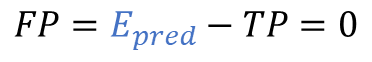 FP = E_pred − TP = 0